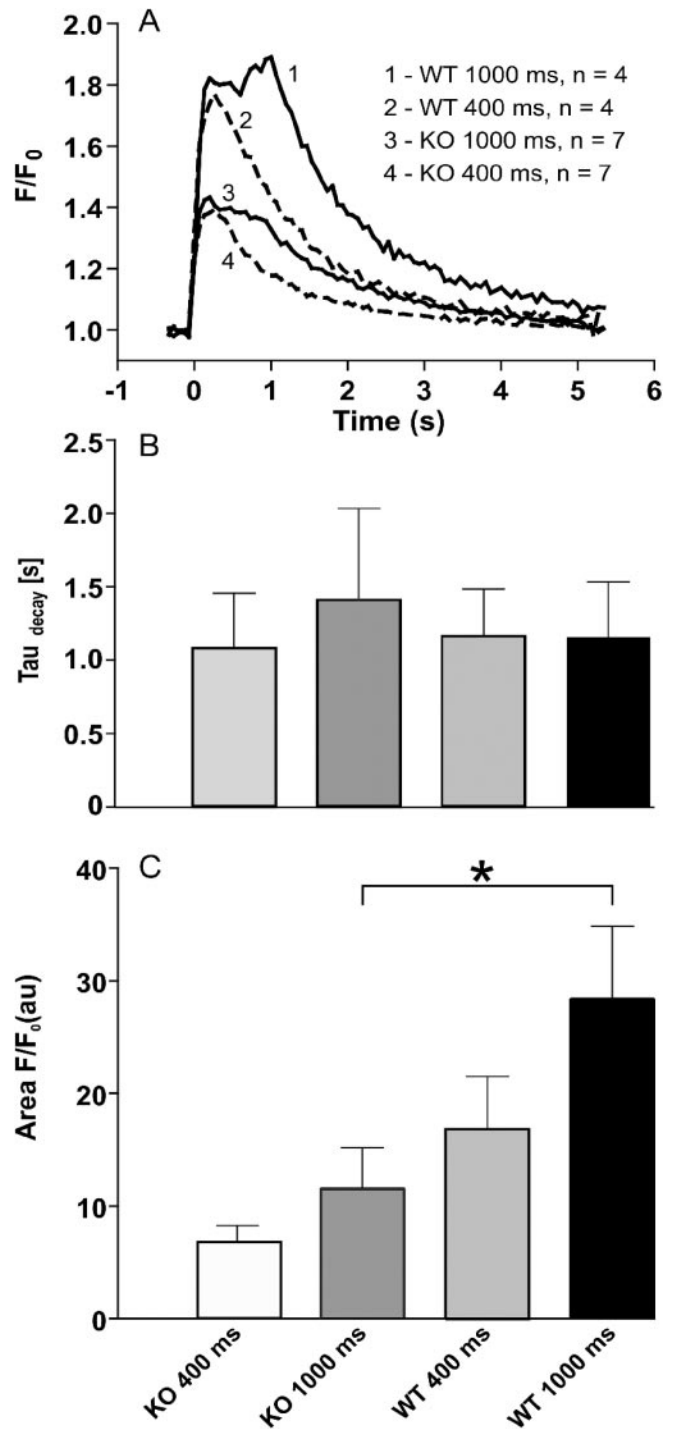 A
2.0
1.8
1.6
1.4
1.2
1.0
F/F0
1 - WT 1000 ms, n = 4
2 - WT 400 ms, n = 4
3 - KO 1000 ms, n = 7
4 - KO 400 ms, n = 7
1
2
3
4
-1 0 1 2 3 4 5 6
Time (s)
B
2.5
2.0
1.5
1.0
0.5
0
Tau decay [s]
C
40
30
20
10
0
Area F/F0(au)
*
KO 400 ms
KO 1000 ms
WT 400 ms
WT 1000 ms